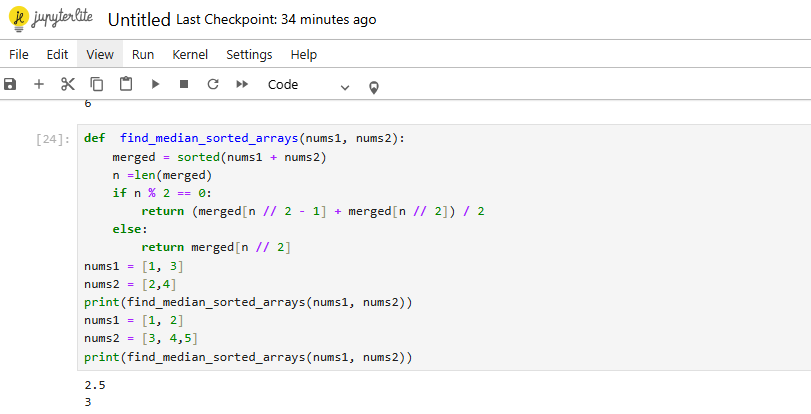 jupyterlite Untitled Last Checkpoint: 34 minutes ago
File Edit View Run Kernel Settings Help
Code
6
[24]: def  find_median_sorted_arrays(nums1, nums2):
    merged = sorted(nums1 + nums2)
    n =len(merged)
    if n % 2 == 0:
        return (merged[n // 2 - 1] + merged[n // 2]) / 2
    else:
        return merged[n // 2]
nums1 = [1, 3]
nums2 = [2,4]
print(find_median_sorted_arrays(nums1, nums2))
nums1 = [1, 2]
nums2 = [3, 4,5]
print(find_median_sorted_arrays(nums1, nums2))
2.5
3